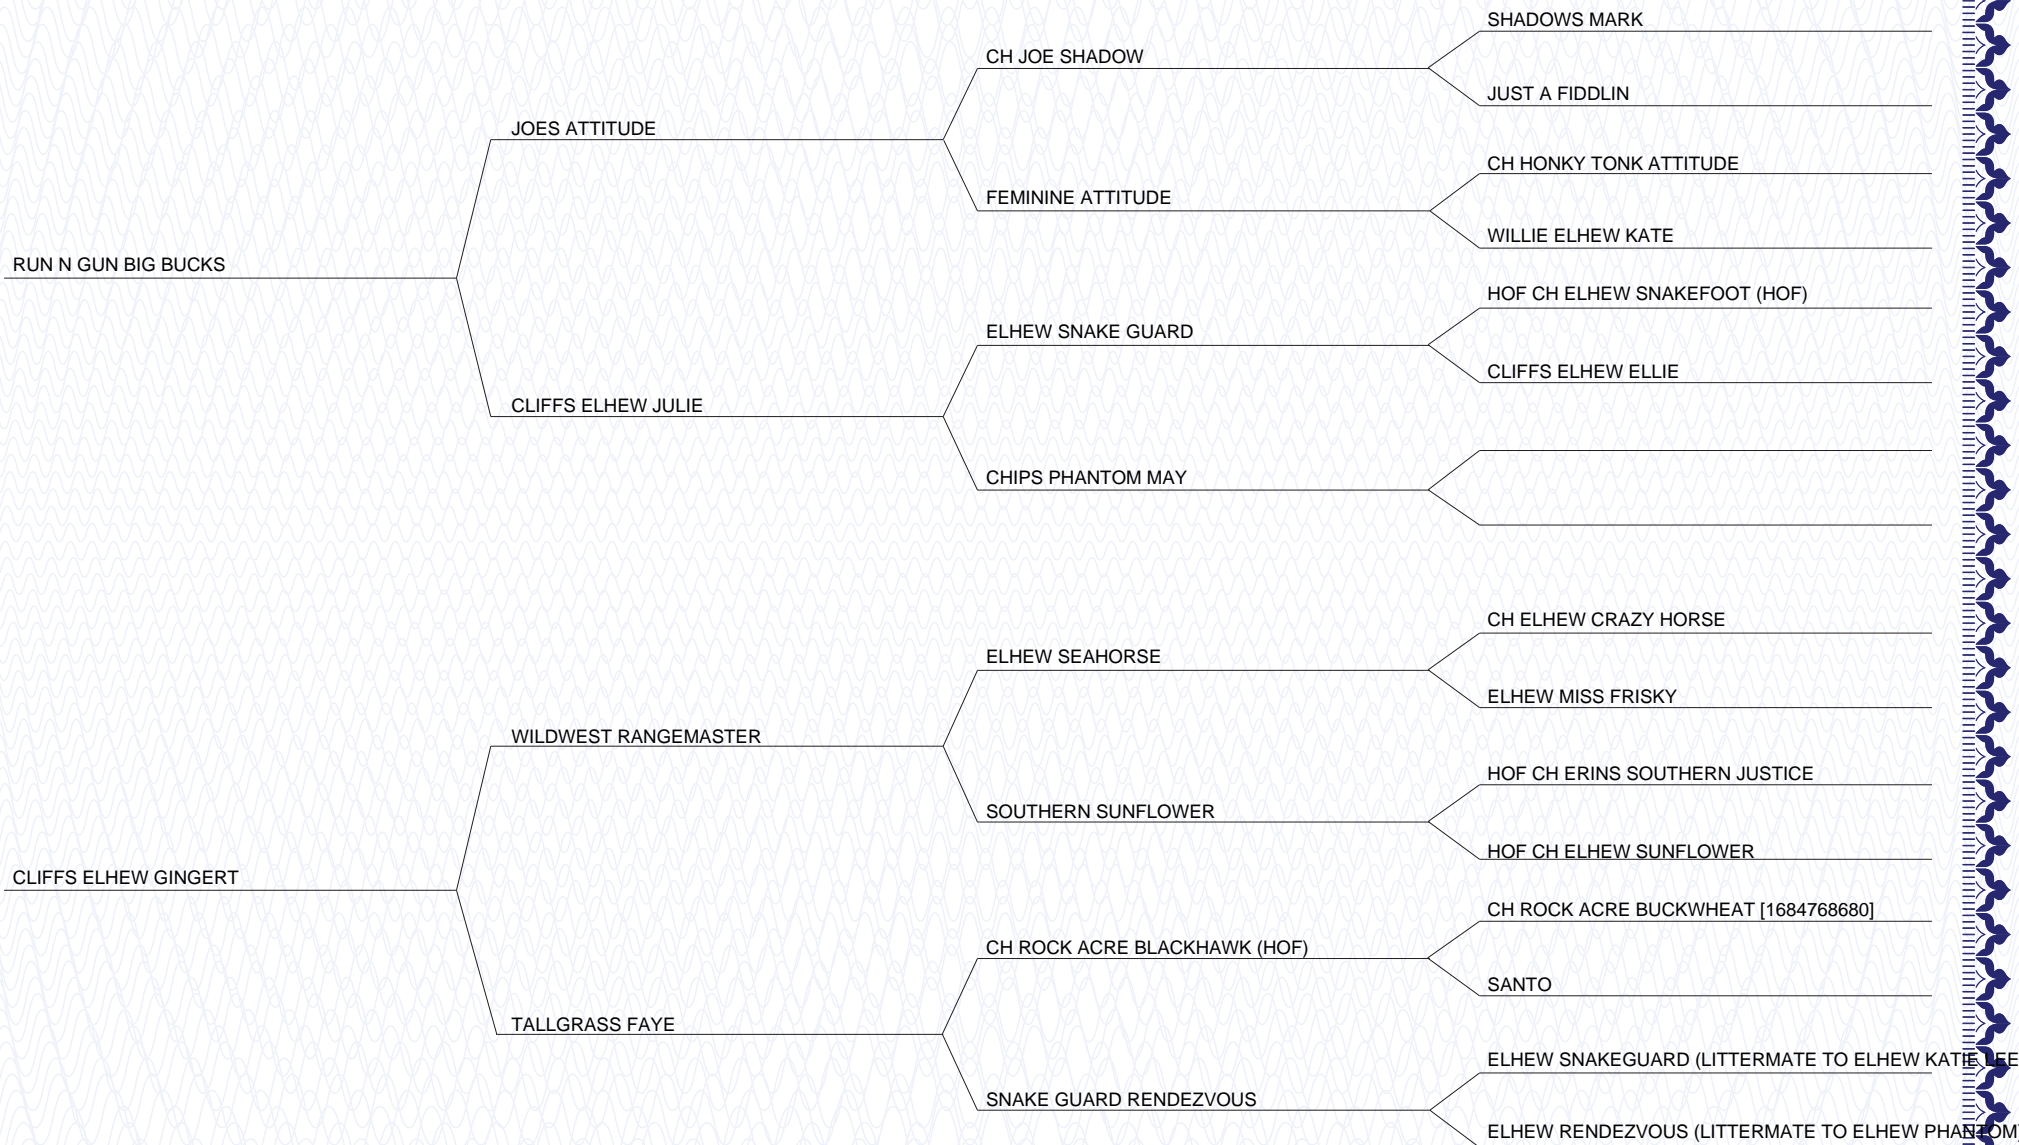 SHADOWS MARK
CH JOE SHADOW
JUST A FIDDLIN
JOES ATTITUDE
CH HONKY TONK ATTITUDE
FEMININE ATTITUDE
WILLIE ELHEW KATE
RUN N GUN BIG BUCKS
HOF CH ELHEW SNAKEFOOT (HOF)
ELHEW SNAKE GUARD
CLIFFS ELHEW ELLIE
CLIFFS ELHEW JULIE
CHIPS PHANTOM MAY
CH ELHEW CRAZY HORSE
ELHEW SEAHORSE
ELHEW MISS FRISKY
WILDWEST RANGEMASTER
HOF CH ERINS SOUTHERN JUSTICE
SOUTHERN SUNFLOWER
HOF CH ELHEW SUNFLOWER
CLIFFS ELHEW GINGERT
CH ROCK ACRE BUCKWHEAT [1684768680]
CH ROCK ACRE BLACKHAWK (HOF)
SANTO
TALLGRASS FAYE
ELHEW SNAKEGUARD (LITTERMATE TO ELHEW KATIE LEE
SNAKE GUARD RENDEZVOUS
ELHEW RENDEZVOUS (LITTERMATE TO ELHEW PHANTOM)